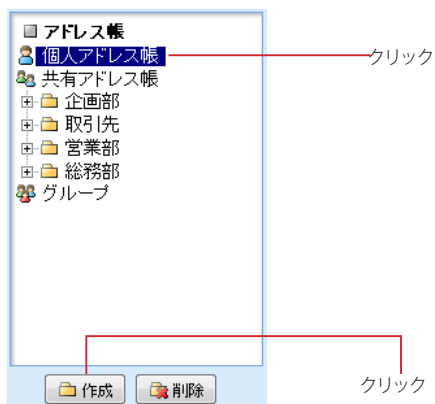 アドレス帳
個人アドレス帳
クリック
共有アドレス帳
企画部
取引先
営業部
総務部
グループ
作成
削除
クリック